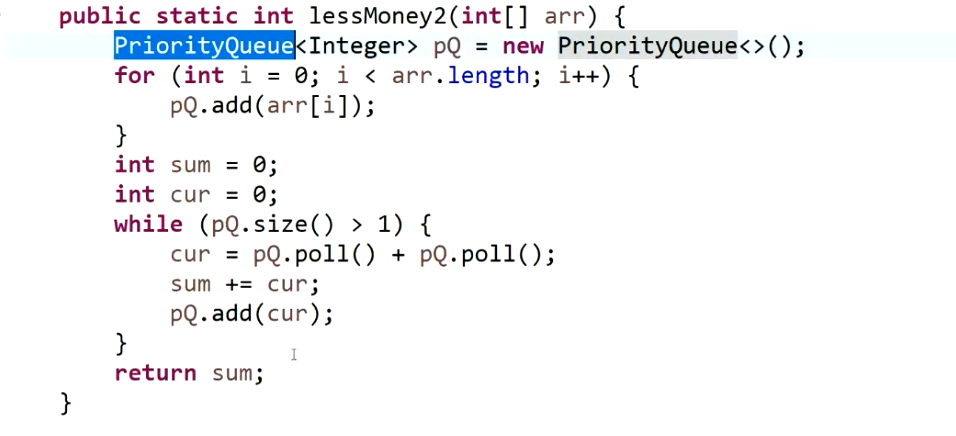 public static int lessMoney2(int[] arr) {
PriorityQueue<Integer> pQ = new PriorityQueue<>();
for (int i = 0; i < arr.length; i++) {
pQ.add(arr[i]);
}
int sum = 0;
int cur = 0;
while (pQ.size() > 1) {
cur = pQ.poll() + pQ.poll();
sum += cur;
pQ.add(cur);
}
return sum;
}